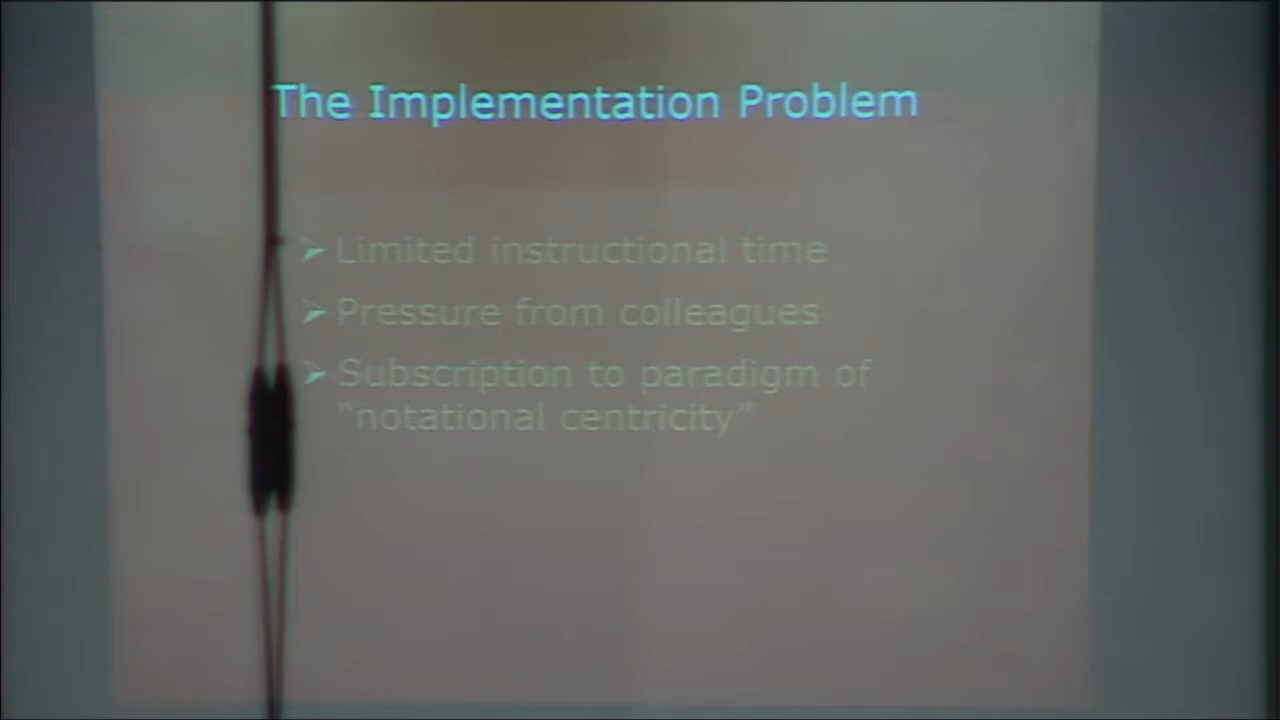 The Implementation Problem
➢ Limited instructional time
➢ Pressure from colleagues
➢ Subscription to paradigm of
“notational centricity”